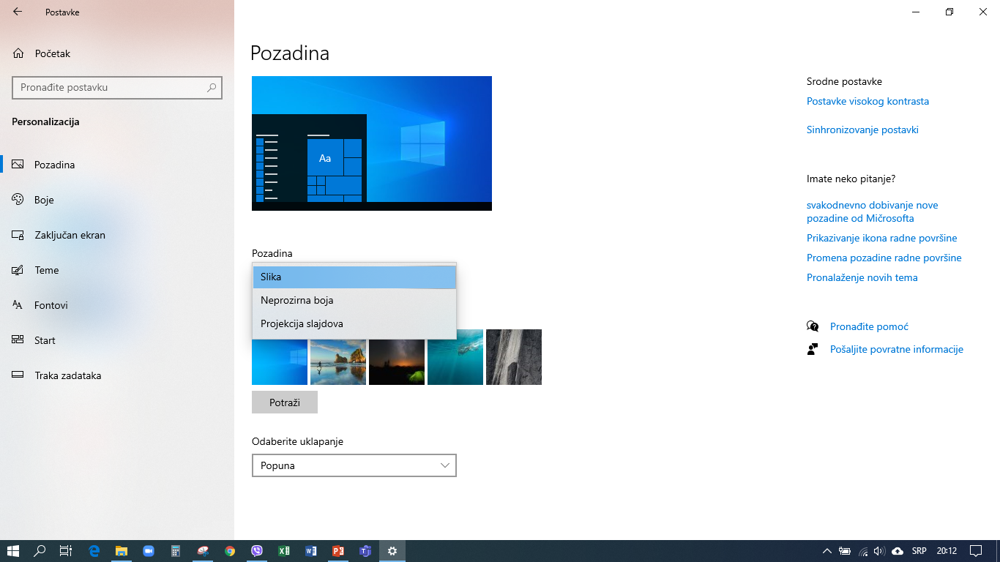 Postavke
Početak
Pronađite postavku
Personalizacija
Pozadina
Boje
Zaključan ekran
Teme
Fontovi
Start
Traka zadataka
Pozadina
Aa
Pozadina
Slika
Neprozirna boja
Projekcija slajdova
Potraži
Odaberite uklapanje
Popuna
Srodne postavke
Postavke visokog kontrasta
Sinhronizovanje postavki
Imate neko pitanje?
svakodnevno dobivanje nove
pozadine od Mičrosofta
Prikazivanje ikona radne površine
Promena pozadine radne površine
Pronalaženje novih tema
Pronađite pomoć
Pošaljite povratne informacije
SRP
20:12